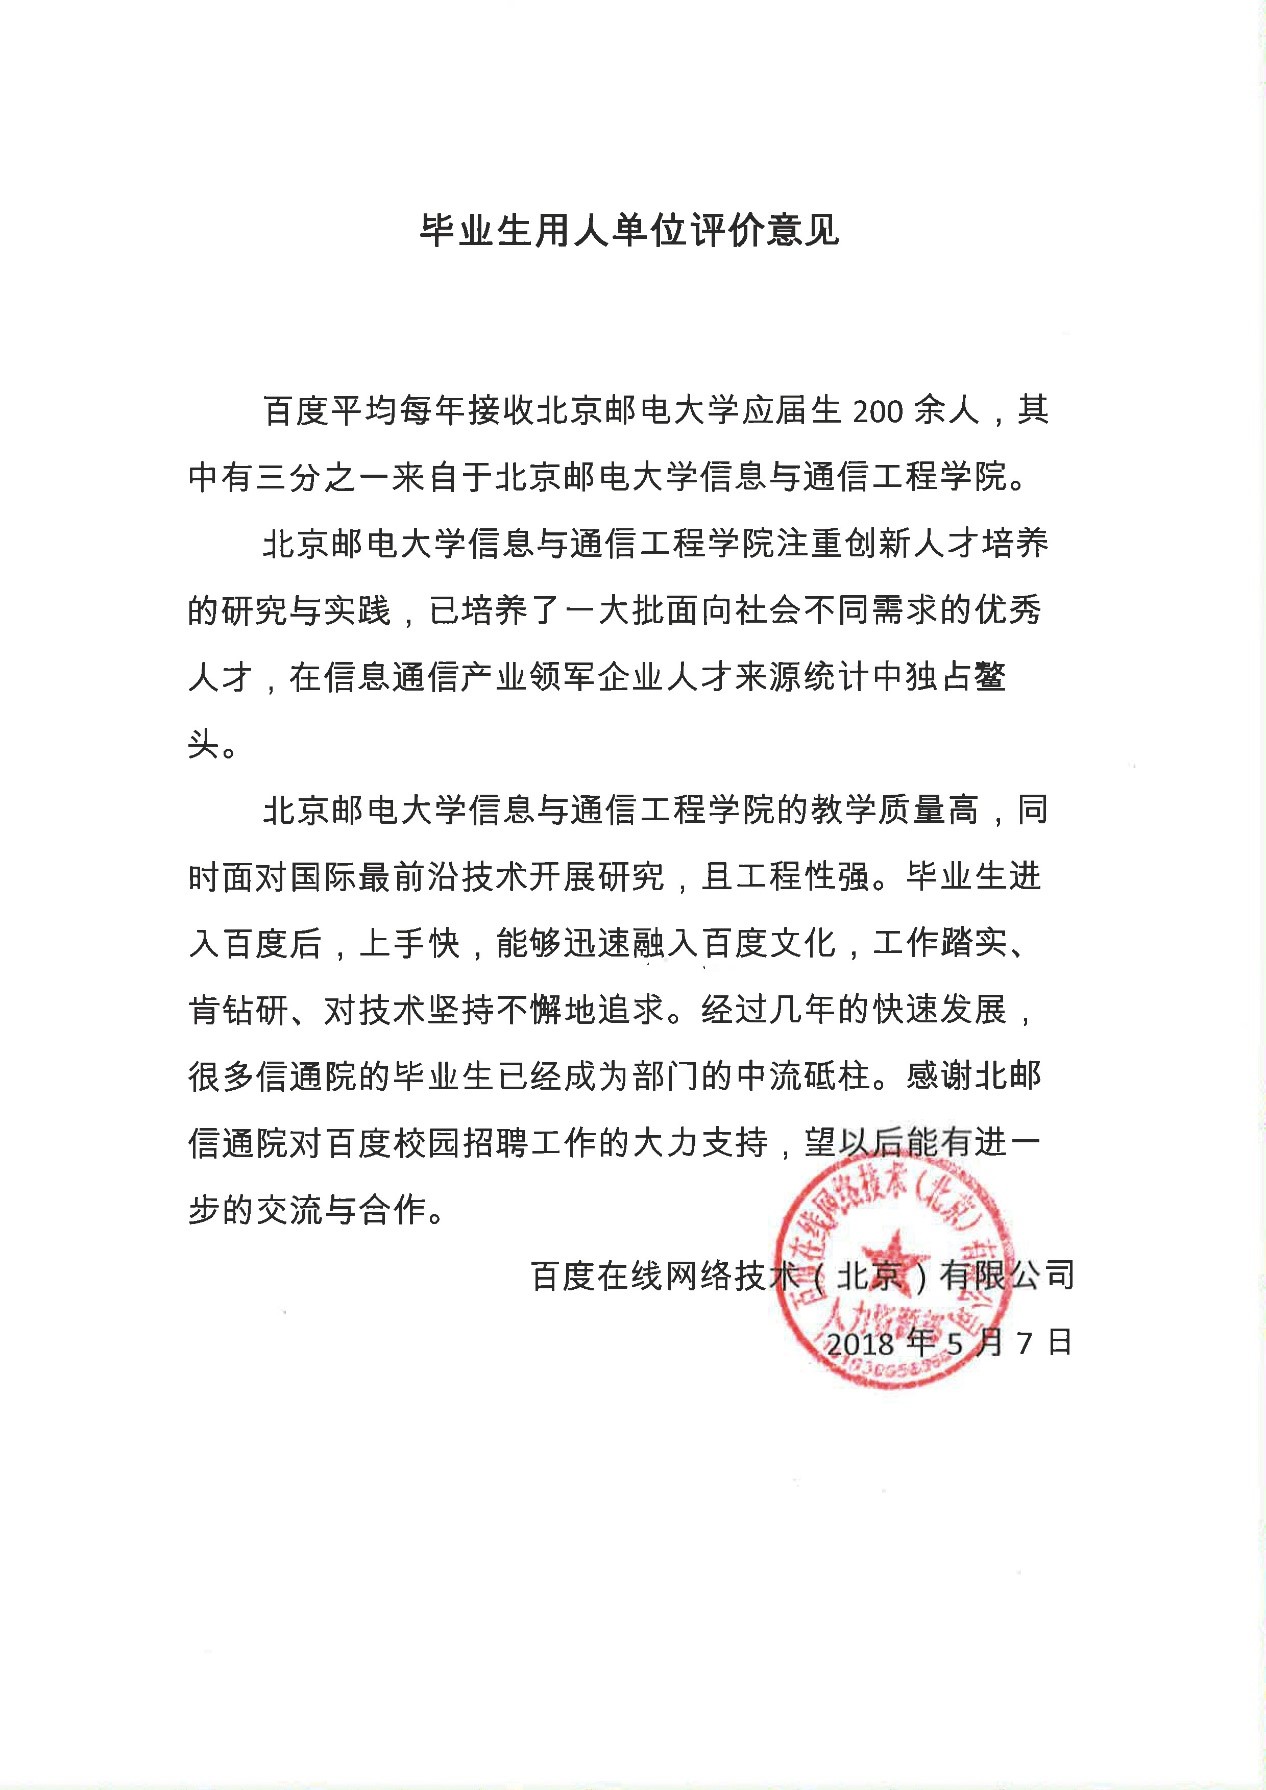 毕业生用人单位评价意见
百度平均每年接收北京邮电大学应届生 200 余人，其
中有三分之一来自于北京邮电大学信息与通信工程学院。
北京邮电大学信息与通信工程学院注重创新人才培养
的研究与实践，已培养了一大批面向社会不同需求的优秀
人才，在信息通信产业领军企业人才来源统计中独占鳌
头。
北京邮电大学信息与通信工程学院的教学质量高，同
时面对国际最前沿技术开展研究，且工程性强。毕业生进
入百度后，上手快，能够迅速融入百度文化，工作踏实、
肯钻研、对技术坚持不懈地追求。经过几年的快速发展，
很多信通院的毕业生已经成为部门的中流砥柱。感谢北邮
信通院对百度校园招聘工作的大力支持，望以后能有进一
步的交流与合作。
百度在线网络技术（北京）有限公司
2018 年 5 月 7 日
百度在线网络技术（北京）有限公司
人力资源部